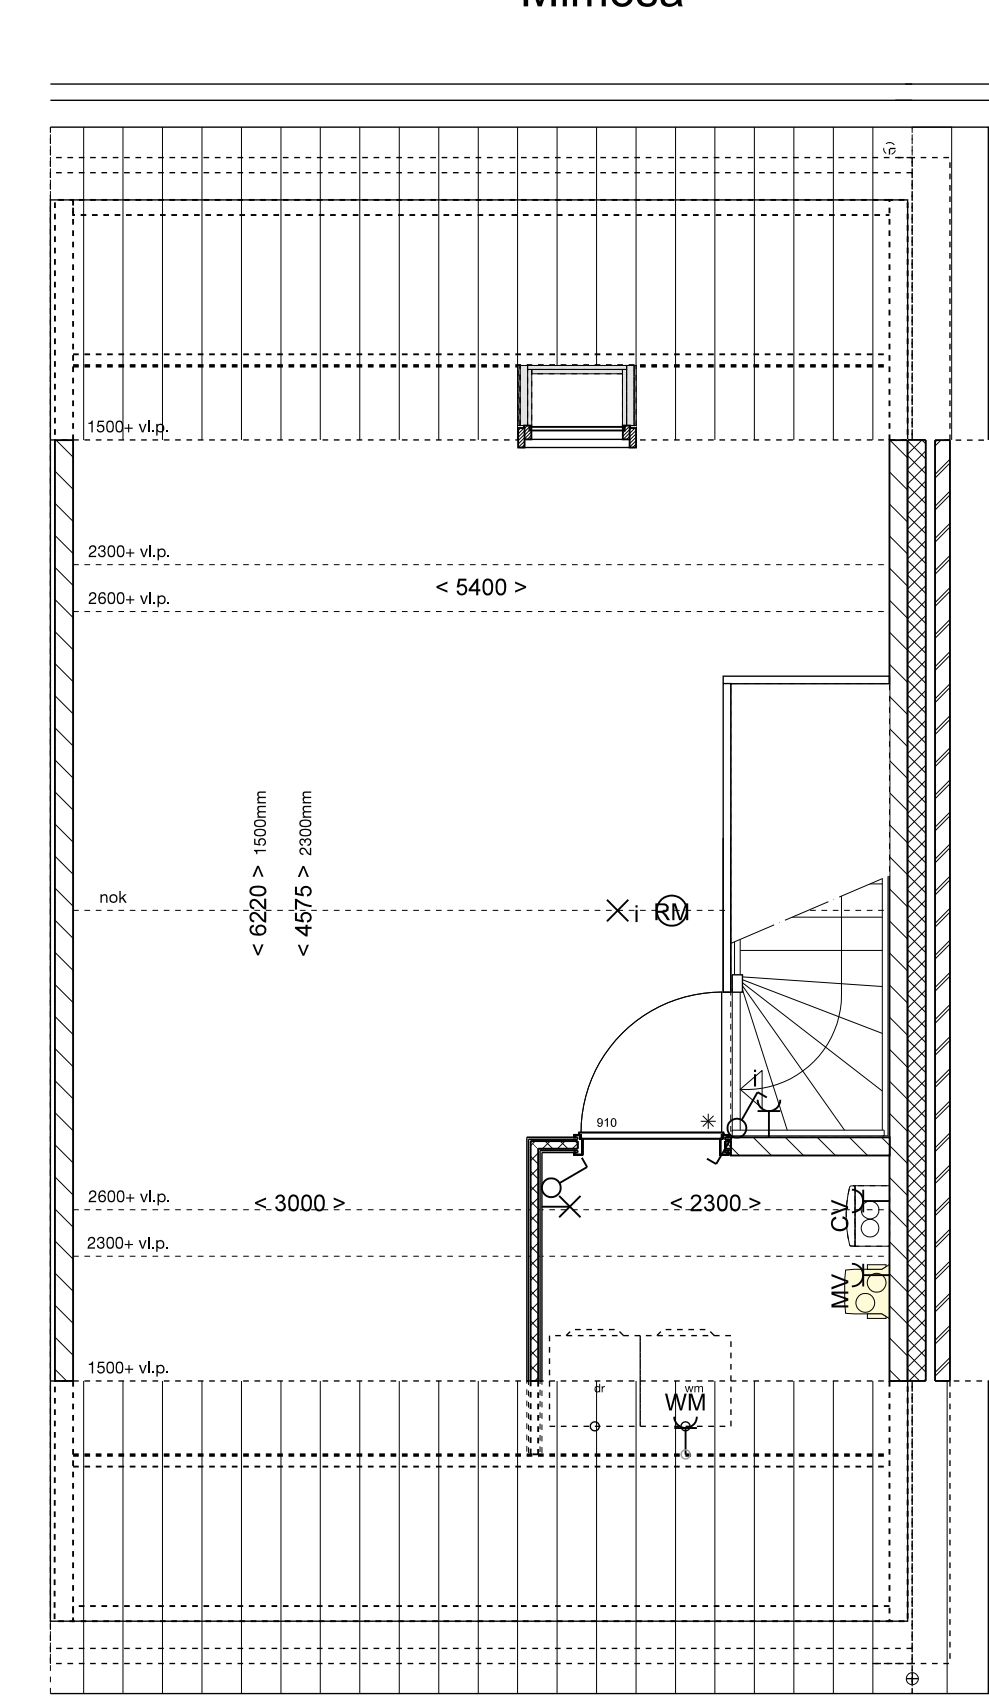 Mimosa
1500+ vl.p.
2300+ vl.p.
< 5400 >
2600+ vl.p.
< 6220 > 1500mm
< 4575 > 2300mm
nok
i RM
i
910
2600+ vl.p.
< 3000 >
< 2300 >
CV
2300+ vl.p.
MV
1500+ vl.p.
dr
wm
WM